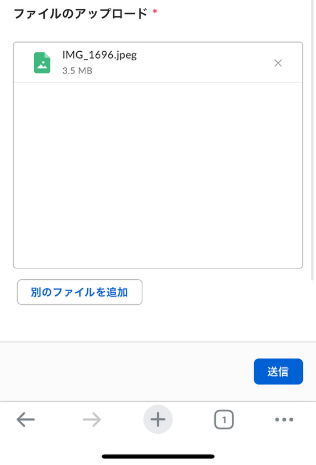 ファイルのアップロード *
IMG_1696.jpeg
3.5 MB
別のファイルを追加
送信
1